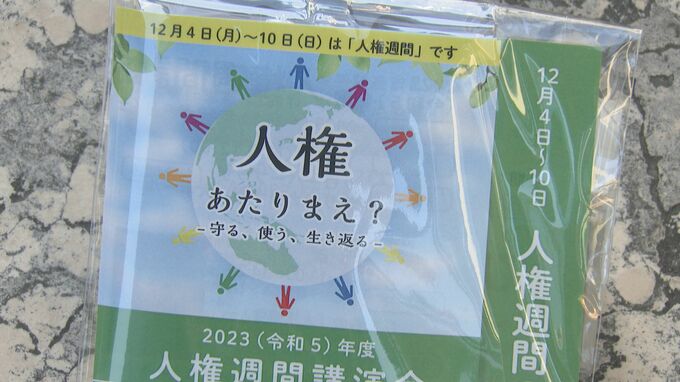 12月4日(月)~10日(日)は「人権週間」です
人権
あたりまえ?
-守る、使う、生き返る-
2023(令和5)年度
人権週間講演会
12月4日~10日
人権週間